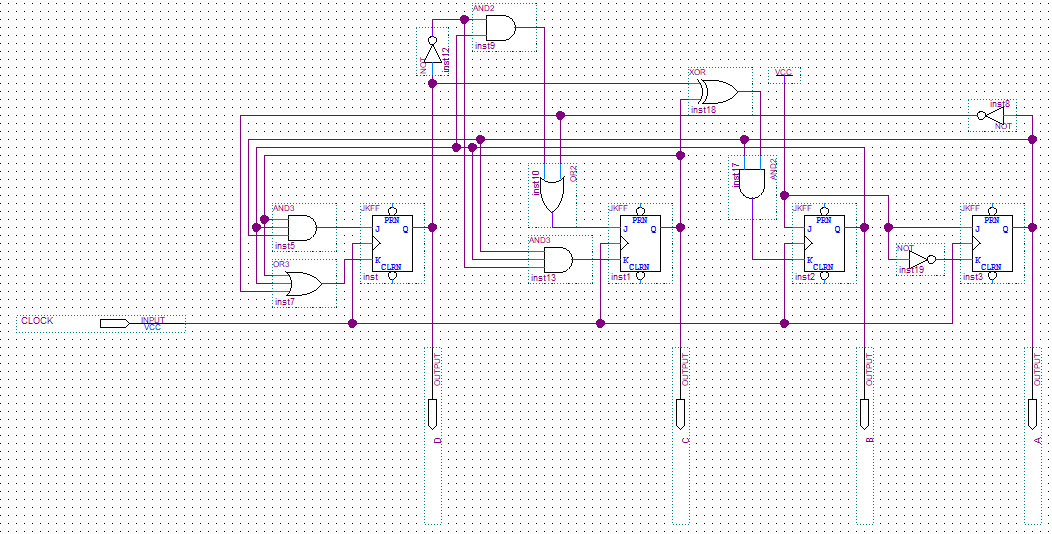 AND2
inst9
NOT
inst12
XOR
inst18
VCC
inst8
NOT
inst10
OR2
inst17
AND2
AND3
inst5
JKFF
PRN
J Q
K
CLRN
inst
OR3
inst7
AND3
inst13
JKFF
PRN
J Q
K
CLRN
inst1
JKFF
PRN
J Q
K
CLRN
inst2
NOT
inst19
JKFF
PRN
J Q
K
CLRN
inst3
CLOCK
INPUT
VCC
OUTPUT
D
OUTPUT
C
OUTPUT
B
OUTPUT
A